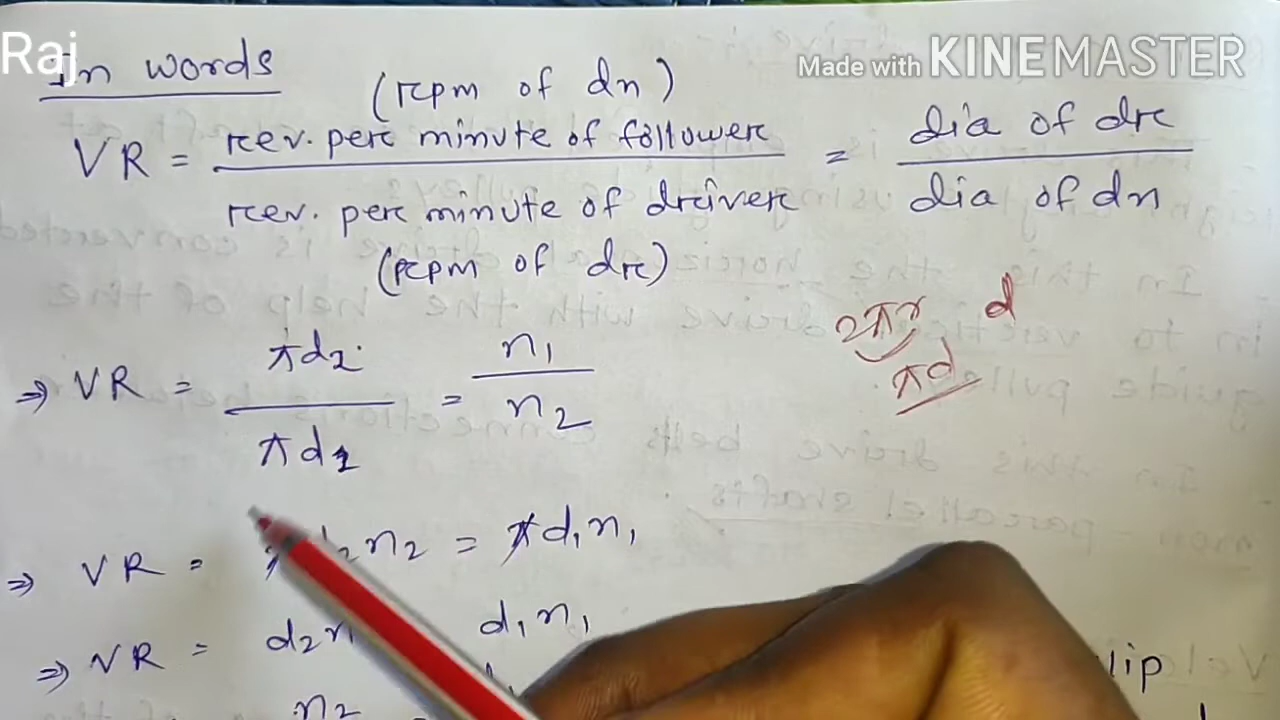 Raj
Made with KINEMASTER
In words
(rpm of dn)
VR = rev. per minute of follower / rev. per minute of driver = dia of dr / dia of dn
(rpm of dr)
2πr d
πd
⇒ VR = πd2 / πd1 = n1 / n2
⇒ VR = d2n2 = πd1n1
⇒ VR = d2n d1n1
lip
n2